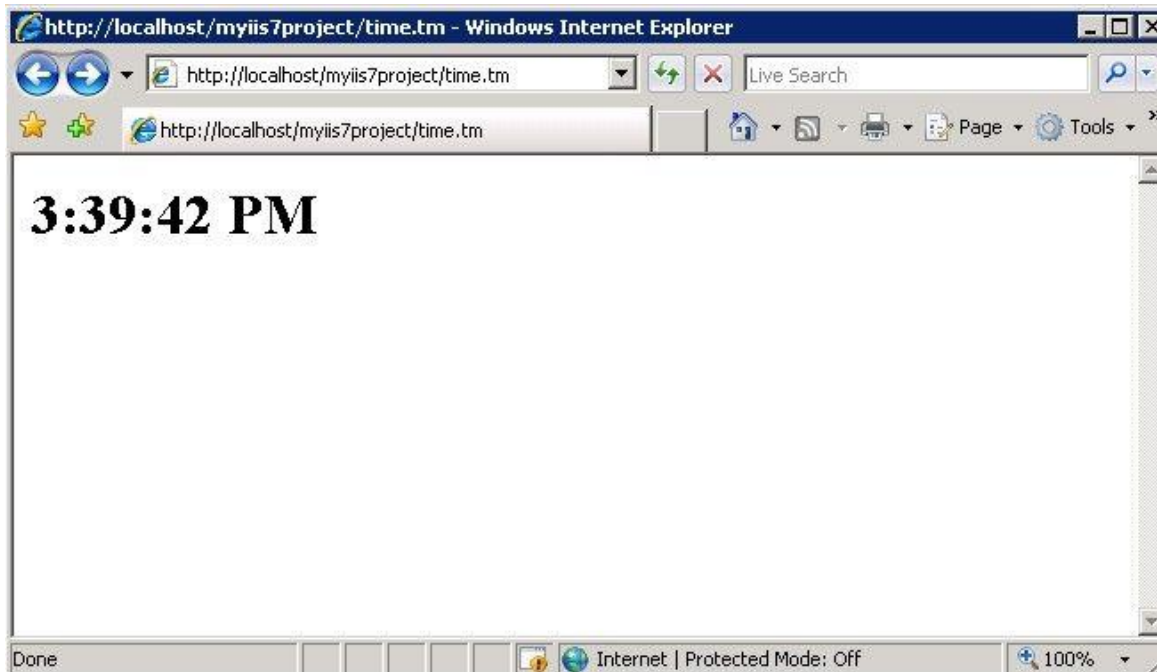 http://localhost/myiis7project/time.tm - Windows Internet Explorer
http://localhost/myiis7project/time.tm Live Search
http://localhost/myiis7project/time.tm Page Tools »
3:39:42 PM
Done Internet | Protected Mode: Off 100%